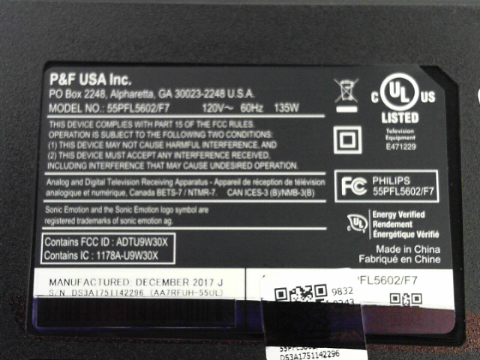 P&F USA Inc.
PO Box 2248, Alpharetta, GA 30023-2248 U.S.A.
MODEL NO.: 55PFL5602/F7 120V~ 60Hz 135W
THIS DEVICE COMPLIES WITH PART 15 OF THE FCC RULES.
OPERATION IS SUBJECT TO THE FOLLOWING TWO CONDITIONS:
(1) THIS DEVICE MAY NOT CAUSE HARMFUL INTERFERENCE, AND
(2) THIS DEVICE MUST ACCEPT ANY INTERFERENCE RECEIVED,
INCLUDING INTERFERENCE THAT MAY CAUSE UNDESIRED OPERATION.
Analog and Digital Television Receiving Apparatus - Appareil de réception de télévision
analogique et numérique, Canada BETS-7 / NTMR-7. CAN ICES-3 (B)/NMB-3(B)
Sonic Emotion and the Sonic Emotion logo symbol are
registered trademarks of sonic emotion ag.
Contains FCC ID : ADTU9W30X
Contains IC : 1178A-U9W30X
MANUFACTURED: DECEMBER 2017 J
S/N DS3A1751142296 (AA7RFUH-55UL)
C UL US
LISTED
Television
Equipment
E471229
FC PHILIPS
55PFL5602/F7
UL Energy Verified
Rendement
Énergétique Vérifié
Made in China
Fabriqué en China
PFL5602/F7
9832
DS3A1751142296